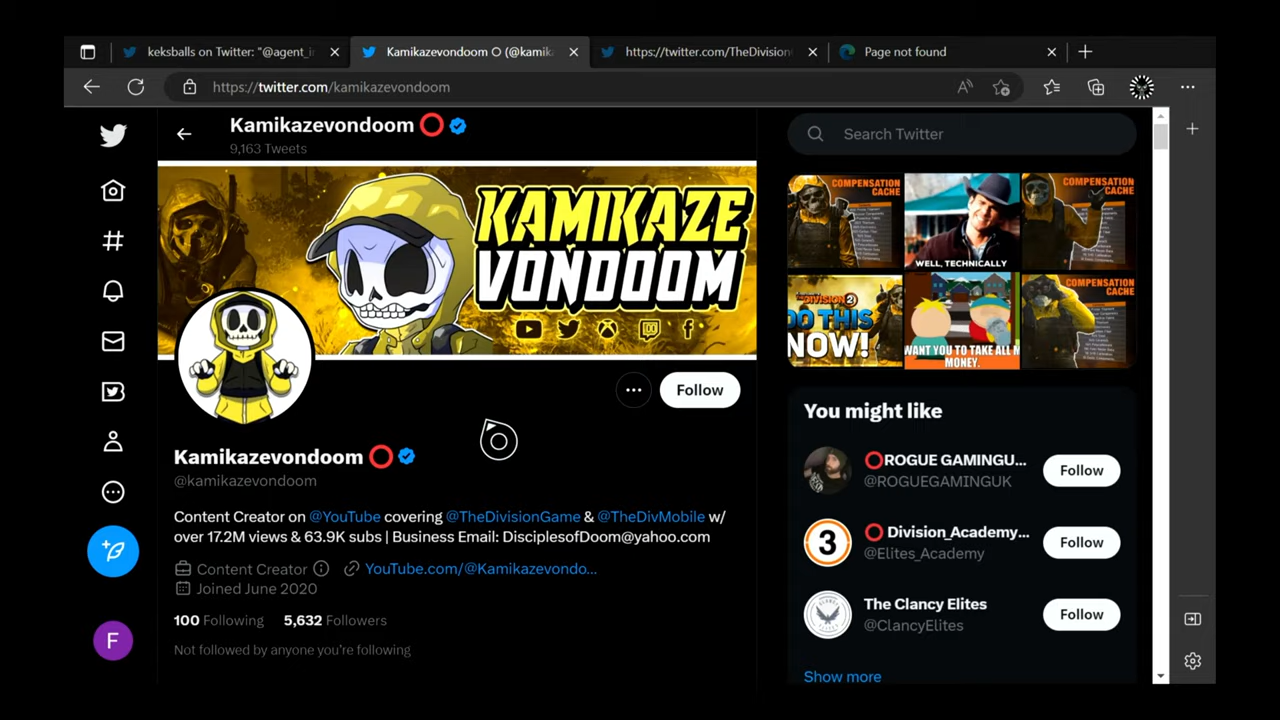 keksballs on Twitter: "@agent_i
Kamikazevondoom ⭕ (@kamik
https://twitter.com/TheDivision
Page not found
https://twitter.com/kamikazevondoom
Kamikazevondoom ⭕
9,163 Tweets
Search Twitter
KAMIKAZE
VONDOOM
COMPENSATION
CACHE
WELL, TECHNICALLY
COMPENSATION
CACHE
THE DIVISION 2
DO THIS
NOW!
WANT YOU TO TAKE ALL M
MONEY.
COMPENSATION
CACHE
Follow
Kamikazevondoom ⭕
@kamikazevondoom
Content Creator on @YouTube covering @TheDivisionGame & @TheDivMobile w/
over 17.2M views & 63.9K subs | Business Email: DisciplesofDoom@yahoo.com
Content Creator
YouTube.com/@Kamikazevondo...
Joined June 2020
100 Following 5,632 Followers
Not followed by anyone you're following
You might like
⭕ROGUE GAMINGU...
@ROGUEGAMINGUK
Follow
3
⭕ Division_Academy...
@Elites_Academy
Follow
The Clancy Elites
@ClancyElites
Follow
Show more
F